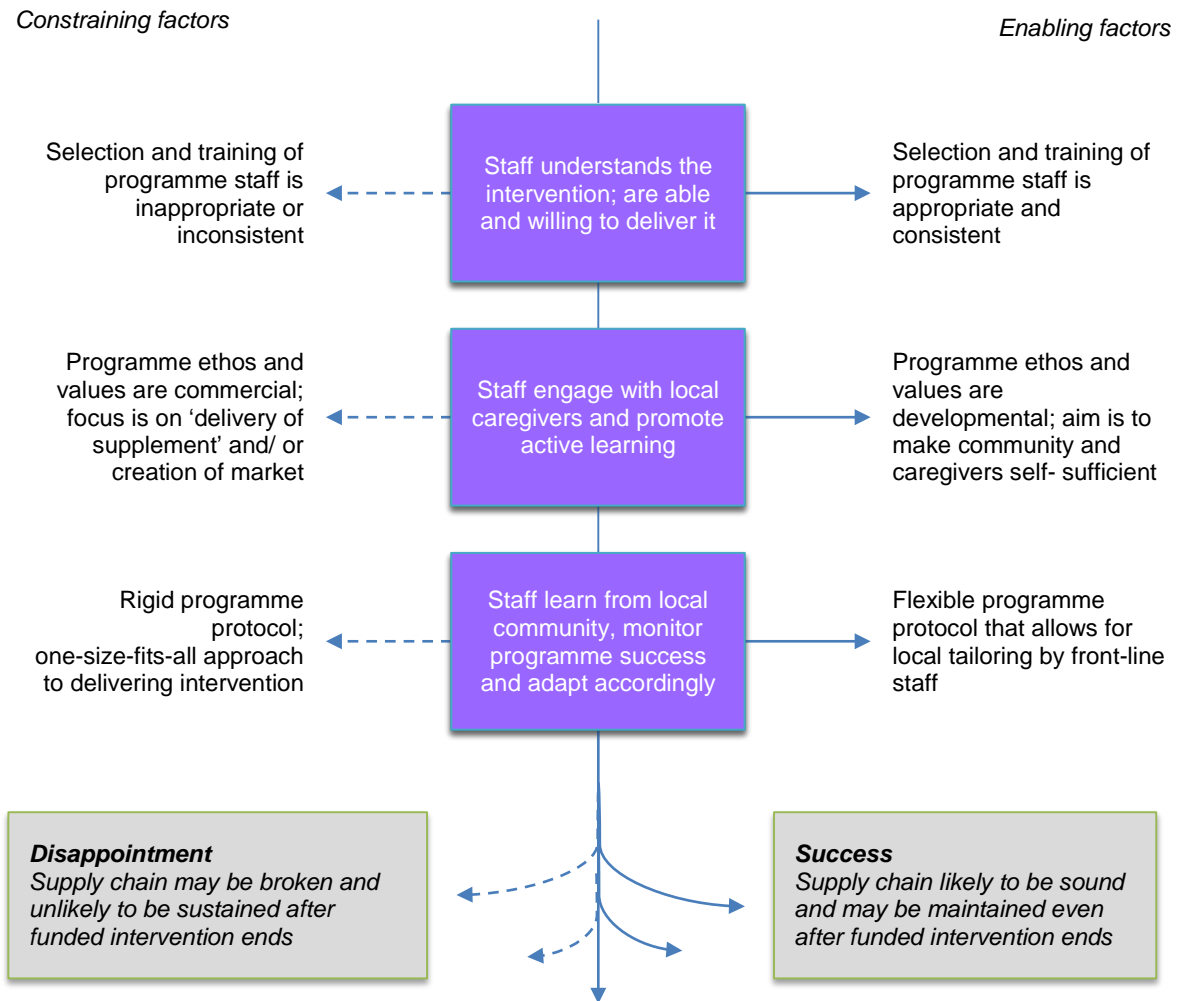 Constraining factors
Enabling factors
Selection and training of
programme staff is
inappropriate or
inconsistent
Staff understands the
intervention; are able
and willing to deliver it
Selection and training of
programme staff is
appropriate and
consistent
Programme ethos and
values are commercial;
focus is on ‘delivery of
supplement’ and/ or
creation of market
Staff engage with local
caregivers and promote
active learning
Programme ethos and
values are
developmental; aim is to
make community and
caregivers self- sufficient
Rigid programme
protocol;
one-size-fits-all approach
to delivering intervention
Staff learn from local
community, monitor
programme success
and adapt accordingly
Flexible programme
protocol that allows for
local tailoring by front-line
staff
Disappointment
Supply chain may be broken and
unlikely to be sustained after
funded intervention ends
Success
Supply chain likely to be sound
and may be maintained even
after funded intervention ends